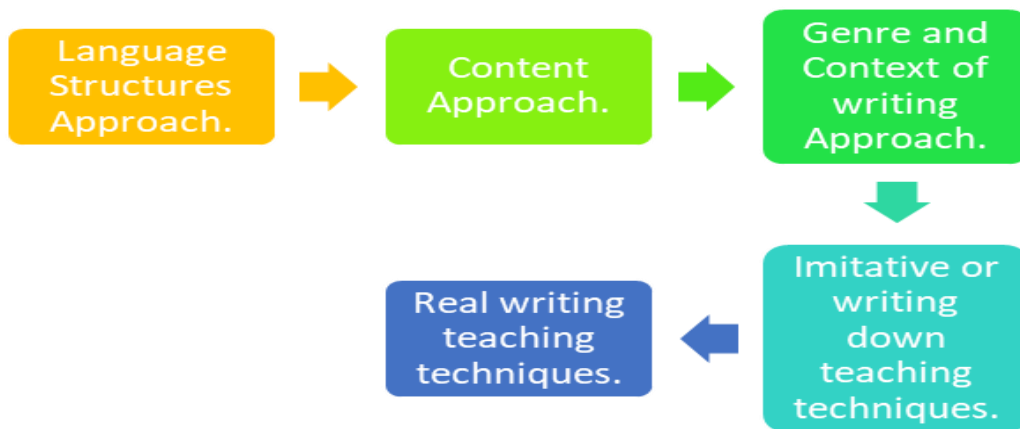 Language
Structures
Approach.
Content
Approach.
Genre and
Context of
writing
Approach.
Imitative or
writing
down
teaching
techniques.
Real writing
teaching
techniques.